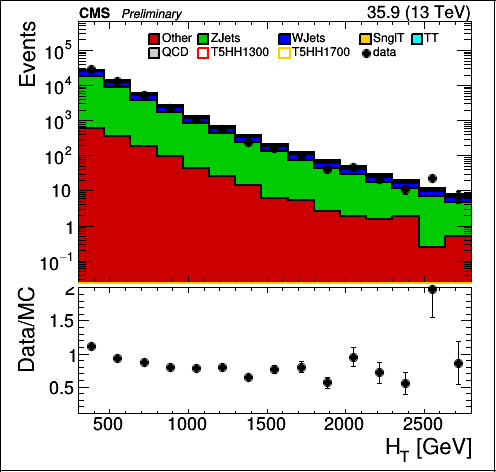 CMS Preliminary 35.9 (13 TeV)
Other ZJets WJets SnglT TT
QCD T5HH1300 T5HH1700 data
Events
10^5
10^4
10^3
10^2
10
1
10^-1
Data/MC
2
1.5
1
0.5
500 1000 1500 2000 2500
H_T [GeV]